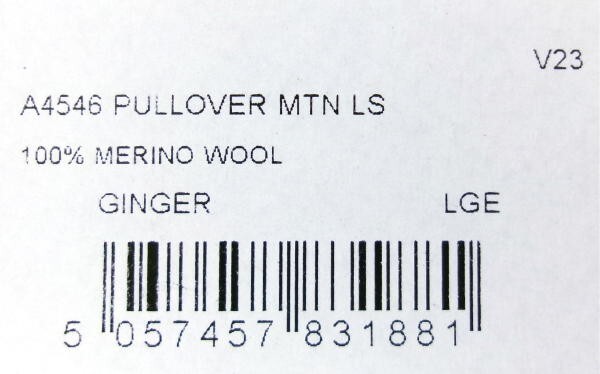 V23
A4546 PULLOVER MTN LS
100% MERINO WOOL
GINGER LGE
5 057457 831881